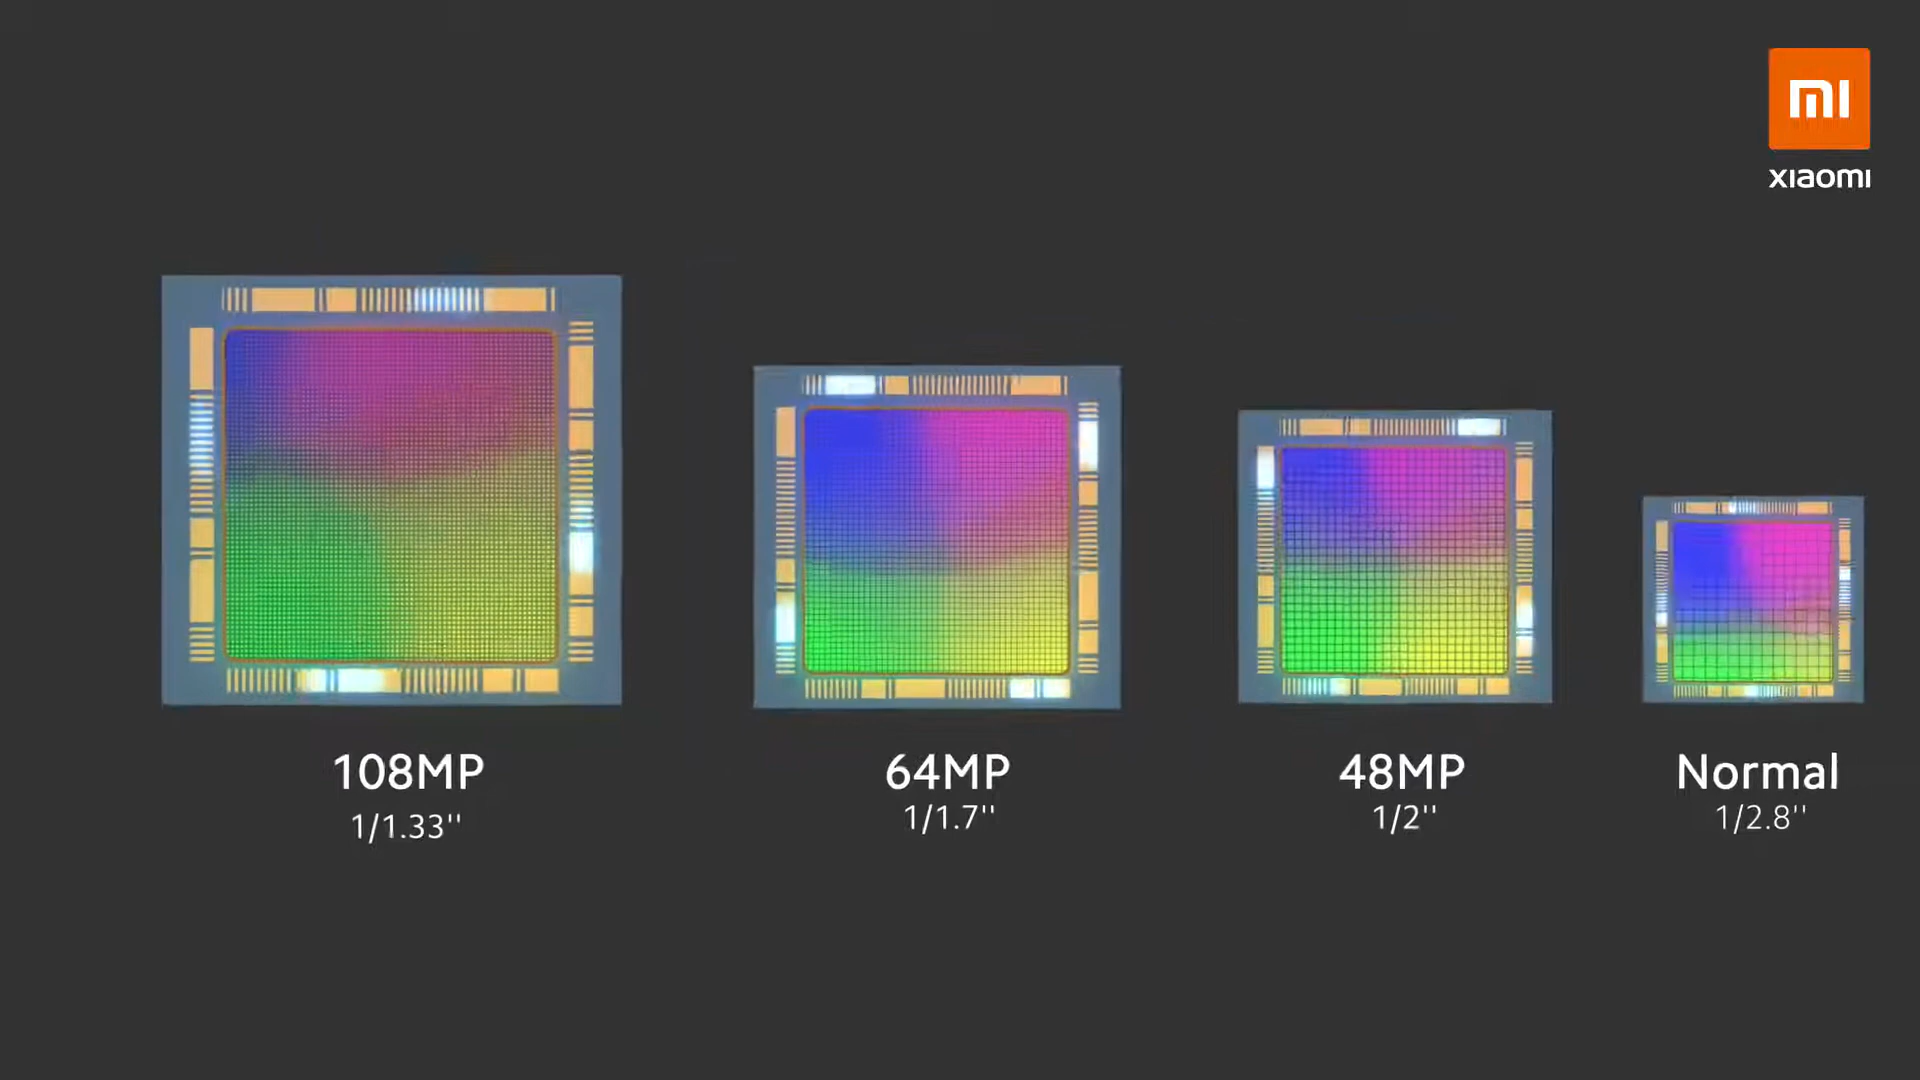 mi
xiaomi
108MP
1/1.33''
64MP
1/1.7''
48MP
1/2''
Normal
1/2.8''